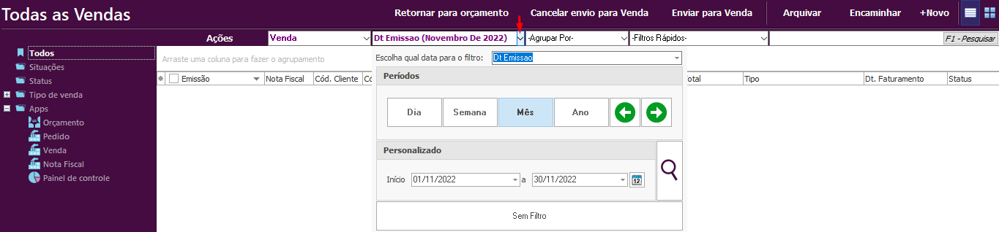 Todas as Vendas
Retornar para orçamento Cancelar envio para Venda Enviar para Venda Arquivar Encaminhar +Novo
Ações Venda Dt Emissao (Novembro De 2022) -Agrupar Por- -Filtros Rápidos- F1 - Pesquisar
Todos
Situações
Status
Tipo de venda
Apps
Orçamento
Pedido
Venda
Nota Fiscal
Painel de controle
Arraste uma coluna para fazer o agrupamento
Emissão Nota Fiscal Cód. Cliente Tipo Dt. Faturamento Status
Escolha qual data para o filtro: Dt Emissao
Períodos
Dia Semana Mês Ano
Personalizado
Início 01/11/2022 a 30/11/2022 12
Sem Filtro